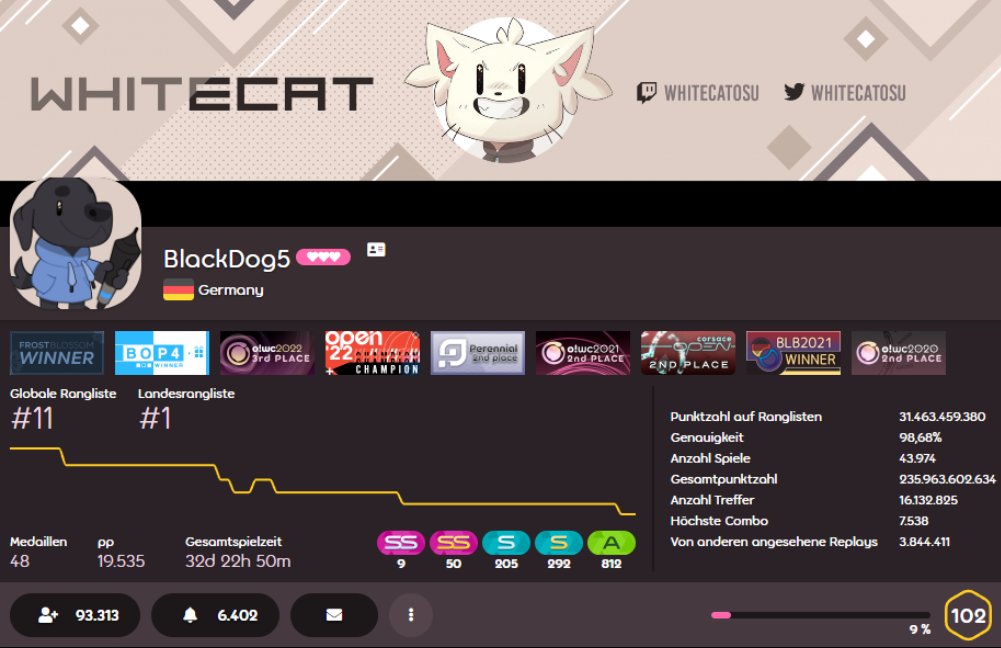 WHITECAT
WHITECATOSU
WHITECATOSU
BlackDog5
Germany
FROSTBLOSSOM
WINNER
BOP4
WINNER
o!wc2022
3rd PLACE
open
'22
CHAMPION
Perennial
2nd place
o!wc2021
2nd PLACE
corsace
OPEN
2ND PLACE
BLB2021
WINNER
o!wc2020
2nd PLACE
Globale Rangliste
#11
Landesrangliste
#1
Medaillen
48
pp
19.535
Gesamtspielzeit
32d 22h 50m
SS
9
SS
50
S
205
S
292
A
812
Punktzahl auf Ranglisten 31.463.459.380
Genauigkeit 98,68%
Anzahl Spiele 43.974
Gesamtpunktzahl 235.963.602.634
Anzahl Treffer 16.132.825
Höchste Combo 7.538
Von anderen angesehene Replays 3.844.411
93.313
6.402
9 %
102